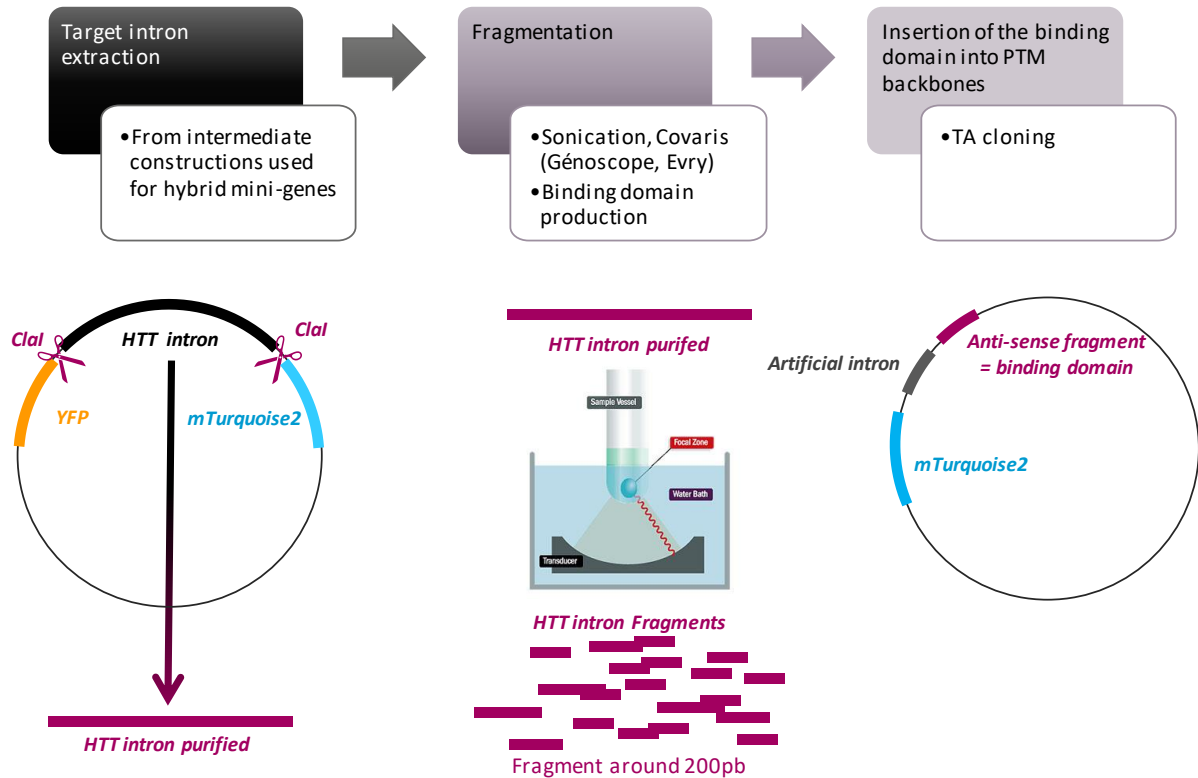 Target intron
extraction
•From intermediate
constructions used
for hybrid mini-genes
Fragmentation
•Sonication, Covaris
(Génoscope, Evry)
•Binding domain
production
Insertion of the binding
domain into PTM
backbones
•TA cloning
ClaI
HTT intron
ClaI
YFP
mTurquoise2
HTT intron purified
HTT intron purifed
Sample Vessel
Focal Zone
Water Bath
Transducer
HTT intron Fragments
Fragment around 200pb
Artificial intron
Anti-sense fragment
= binding domain
mTurquoise2